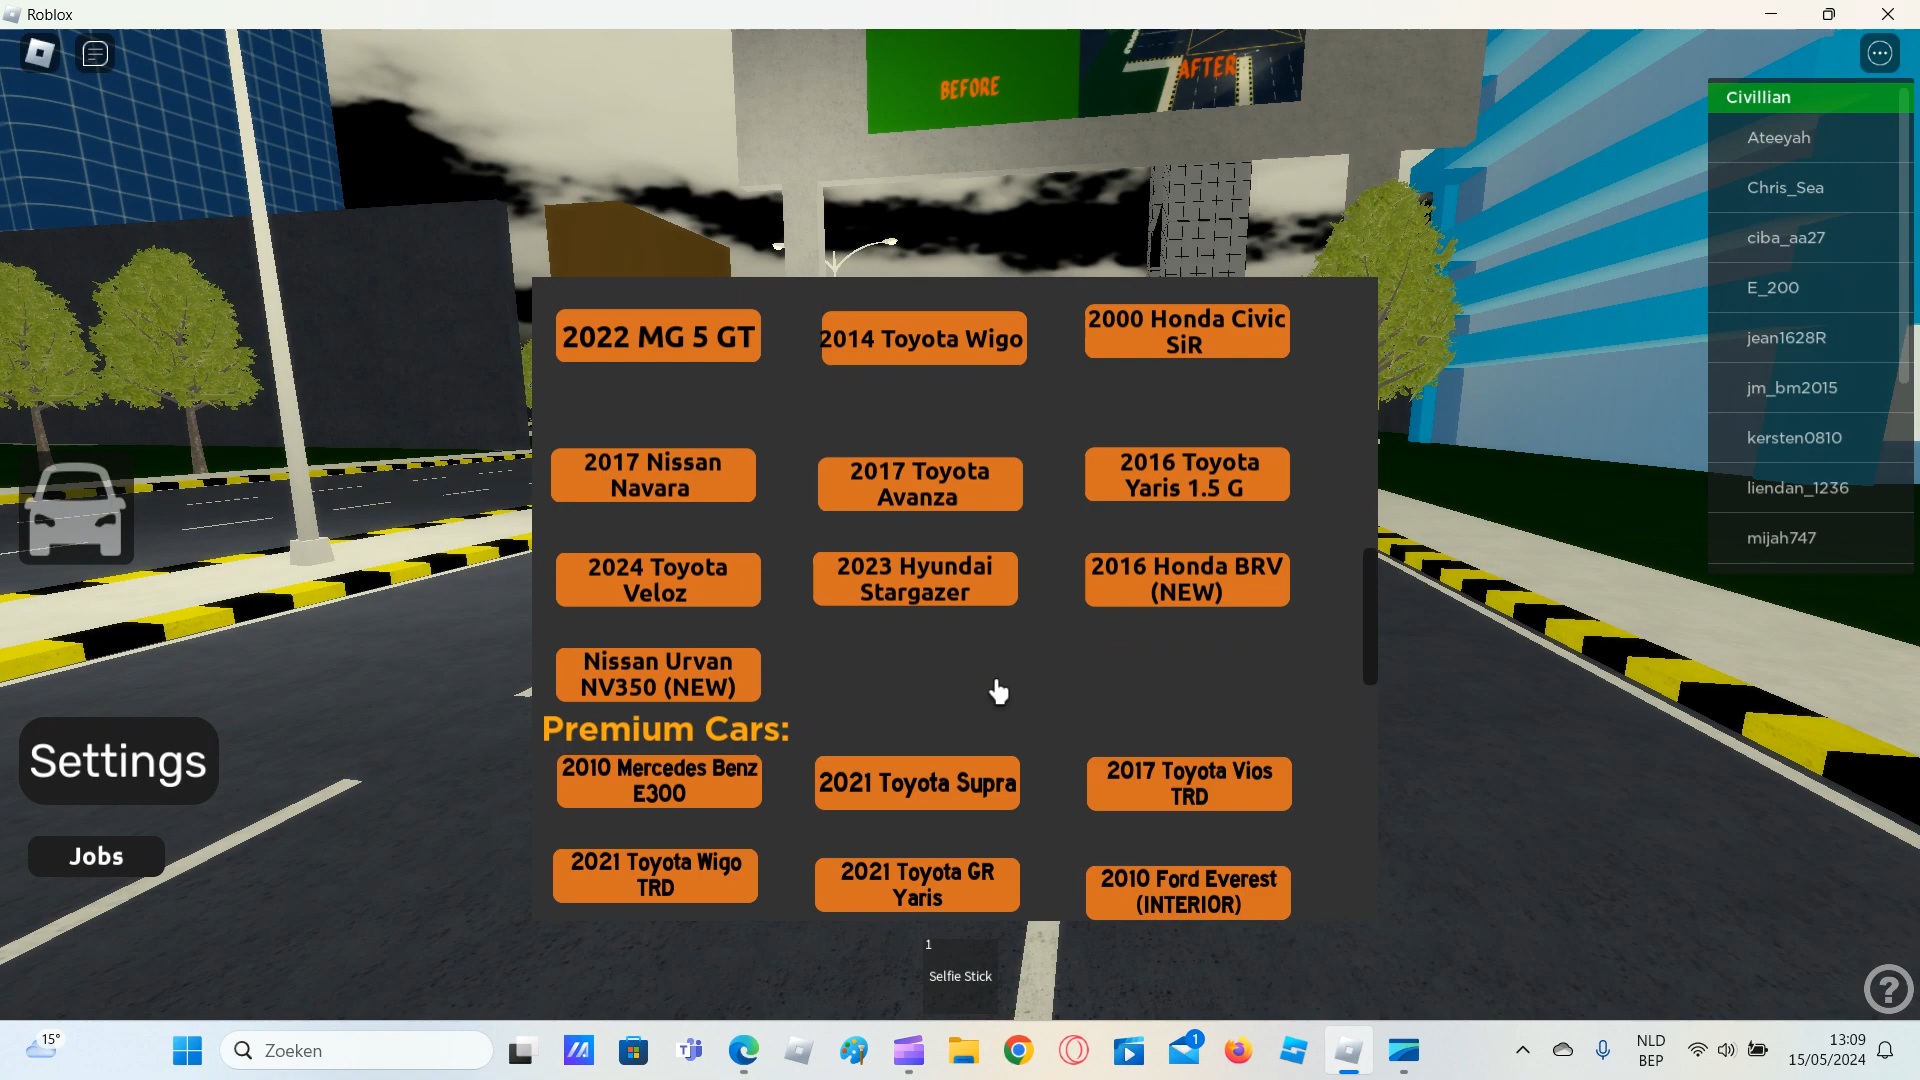 Roblox
BEFORE
AFTER
Civillian
Ateeyah
Chris_Sea
ciba_aa27
E_200
jean1628R
jm_bm2015
kersten0810
liendan_1236
mijah747
2022 MG 5 GT
2014 Toyota Wigo
2000 Honda Civic
SiR
2017 Nissan
Navara
2017 Toyota
Avanza
2016 Toyota
Yaris 1.5 G
2024 Toyota
Veloz
2023 Hyundai
Stargazer
2016 Honda BRV
(NEW)
Nissan Urvan
NV350 (NEW)
Premium Cars:
2010 Mercedes Benz
E300
2021 Toyota Supra
2017 Toyota Vios
TRD
2021 Toyota Wigo
TRD
2021 Toyota GR
Yaris
2010 Ford Everest
(INTERIOR)
Settings
Jobs
1
Selfie Stick
?
15°
Zoeken
1
NLD
BEP
13:09
15/05/2024